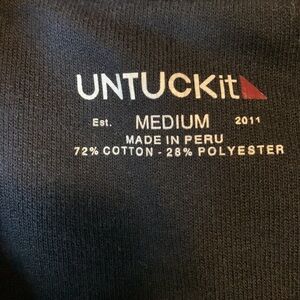 UNTUCKit
Est. MEDIUM 2011
MADE IN PERU
72% COTTON - 28% POLYESTER